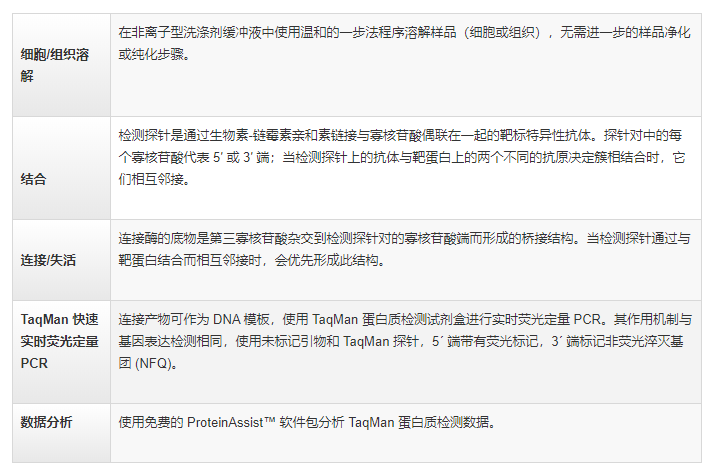 细胞/组织溶
解
在非离子型洗涤剂缓冲液中使用温和的一步法程序溶解样品（细胞或组织），无需进一步的样品净化
或纯化步骤。
结合
检测探针是通过生物素-链霉素亲和素链接与寡核苷酸偶联在一起的靶标特异性抗体。探针对中的每
个寡核苷酸代表 5′ 或 3′ 端；当检测探针上的抗体与靶蛋白上的两个不同的抗原决定簇相结合时，它
们相互邻接。
连接/失活
连接酶的底物是第三寡核苷酸杂交到检测探针对的寡核苷酸端而形成的桥接结构。当检测探针通过与
靶蛋白结合而相互邻接时，会优先形成此结构。
TaqMan 快速
实时荧光定量
PCR
连接产物可作为 DNA 模板，使用 TaqMan 蛋白质检测试剂盒进行实时荧光定量 PCR。其作用机制与
基因表达检测相同，使用未标记引物和 TaqMan 探针，5´ 端带有荧光标记，3´ 端标记非荧光淬灭基
团 (NFQ)。
数据分析
使用免费的 ProteinAssist™ 软件包分析 TaqMan 蛋白质检测数据。